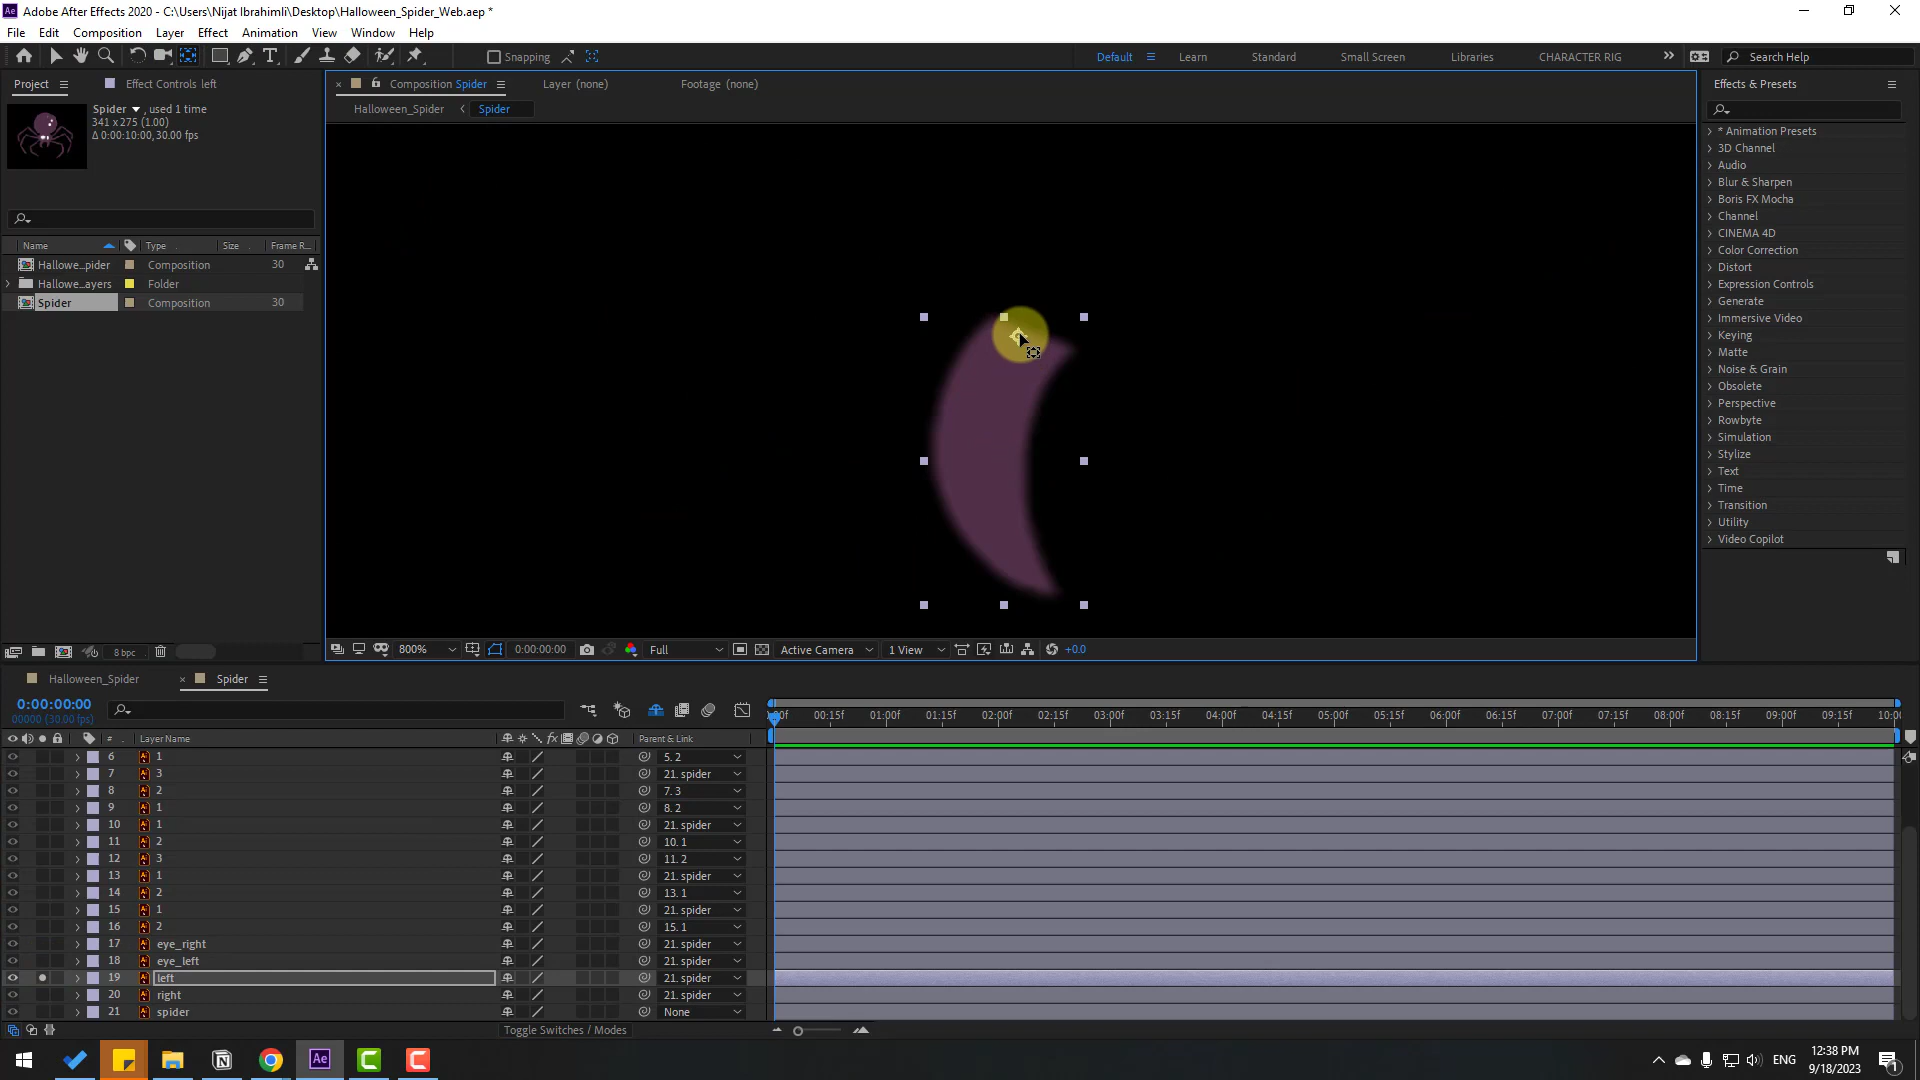 Adobe After Effects 2020 - C:\Users\Nijat Ibrahimli\Desktop\Halloween_Spider_Web.aep *
File Edit Composition Layer Effect Animation View Window Help
Snapping
Default Learn Standard Small Screen Libraries CHARACTER RIG Search Help
Project Effect Controls left
Spider, used 1 time
341 x 275 (1.00)
Δ 0:00:10:00, 30.00 fps
Name Type Size Frame R...
Hallowe...pider Composition 30
Hallowe...ayers Folder
Spider Composition 30
8 bpc
Composition Spider Layer (none) Footage (none)
Halloween_Spider Spider
800% 0:00:00:00 Full Active Camera 1 View +0.0
Effects & Presets
* Animation Presets
3D Channel
Audio
Blur & Sharpen
Boris FX Mocha
Channel
CINEMA 4D
Color Correction
Distort
Expression Controls
Generate
Immersive Video
Keying
Matte
Noise & Grain
Obsolete
Perspective
Rowbyte
Simulation
Stylize
Text
Time
Transition
Utility
Video Copilot
Halloween_Spider Spider
0:00:00:00
00000 (30.00 fps)
:00f 00:15f 01:00f 01:15f 02:00f 02:15f 03:00f 03:15f 04:00f 04:15f 05:00f 05:15f 06:00f 06:15f 07:00f 07:15f 08:00f 08:15f 09:00f 09:15f 10:0
# Layer Name fx Parent & Link
6 1 5. 2
7 3 21. spider
8 2 7. 3
9 1 8. 2
10 1 21. spider
11 2 10. 1
12 3 11. 2
13 1 21. spider
14 2 13. 1
15 1 21. spider
16 2 15. 1
17 eye_right 21. spider
18 eye_left 21. spider
19 left 21. spider
20 right 21. spider
21 spider None
Toggle Switches / Modes
ENG 12:38 PM
9/18/2023